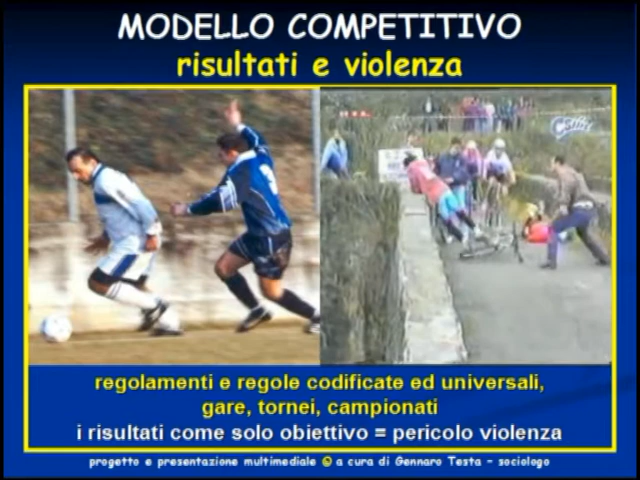 MODELLO COMPETITIVO
risultati e violenza
regolamenti e regole codificate ed universali,
gare, tornei, campionati
i risultati come solo obiettivo = pericolo violenza
progetto e presentazione multimediale © a cura di Gennaro Testa - sociologo